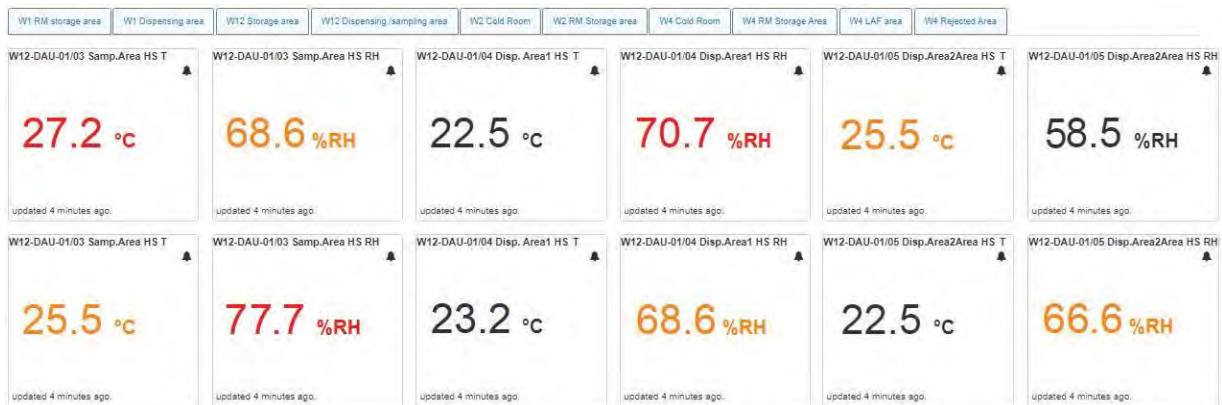 W1 RM storage area W1 Dispensing area W12 Storage area W12 Dispensing /sampling area W2 Cold Room W2 RM Storage area W4 Cold Room W4 RM Storage Area W4 LAF area W4 Rejected Area
W12-DAU-01/03 Samp.Area HS T
27.2 °C
updated 4 minutes ago.
W12-DAU-01/03 Samp.Area HS RH
68.6 %RH
updated 4 minutes ago.
W12-DAU-01/04 Disp. Area1 HS T
22.5 °C
updated 4 minutes ago.
W12-DAU-01/04 Disp.Area1 HS RH
70.7 %RH
updated 4 minutes ago.
W12-DAU-01/05 Disp.Area2Area HS T
25.5 °C
updated 4 minutes ago.
W12-DAU-01/05 Disp.Area2Area HS RH
58.5 %RH
updated 4 minutes ago.
W12-DAU-01/03 Samp.Area HS T
25.5 °C
updated 4 minutes ago.
W12-DAU-01/03 Samp.Area HS RH
77.7 %RH
updated 4 minutes ago.
W12-DAU-01/04 Disp. Area1 HS T
23.2 °C
updated 4 minutes ago.
W12-DAU-01/04 Disp.Area1 HS RH
68.6 %RH
updated 4 minutes ago.
W12-DAU-01/05 Disp.Area2Area HS T
22.5 °C
updated 4 minutes ago.
W12-DAU-01/05 Disp.Area2Area HS RH
66.6 %RH
updated 4 minutes ago.